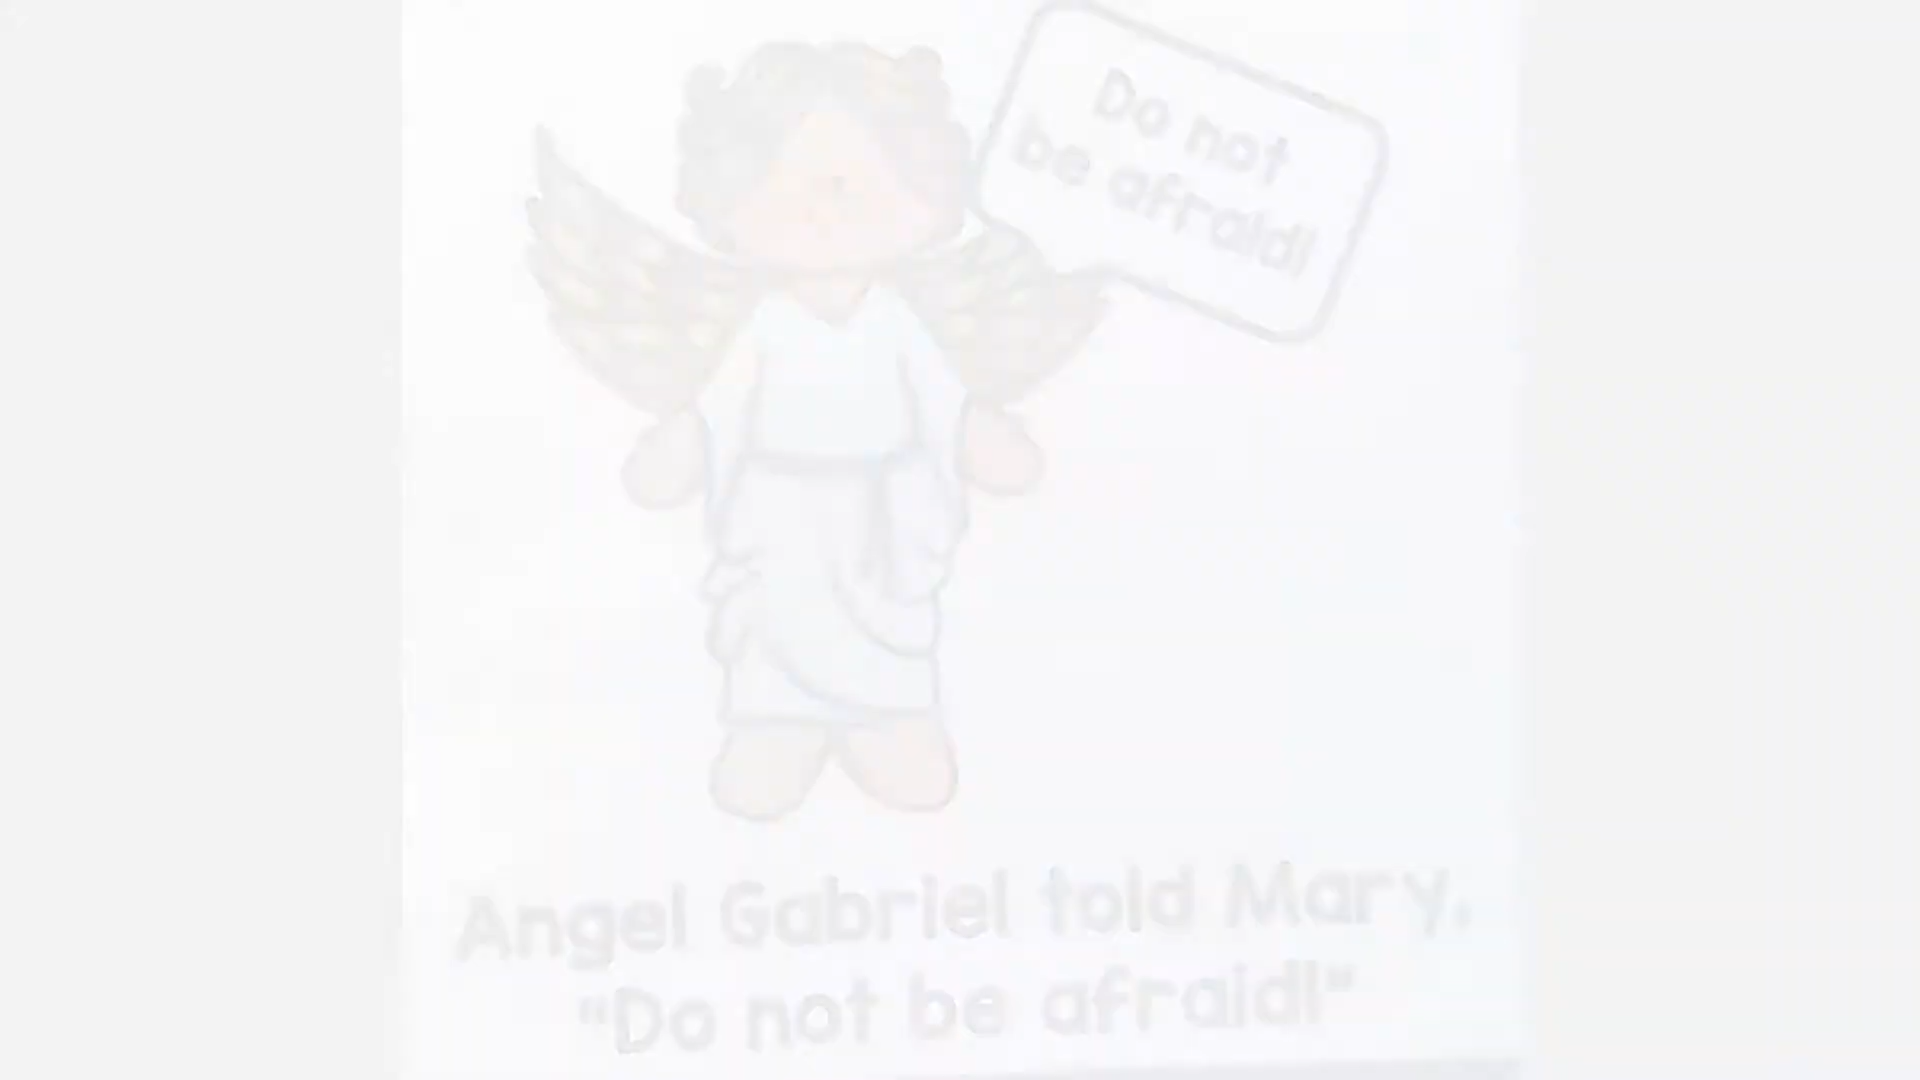 Do not
be afraid!
Angel Gabriel told Mary,
"Do not be afraid!"